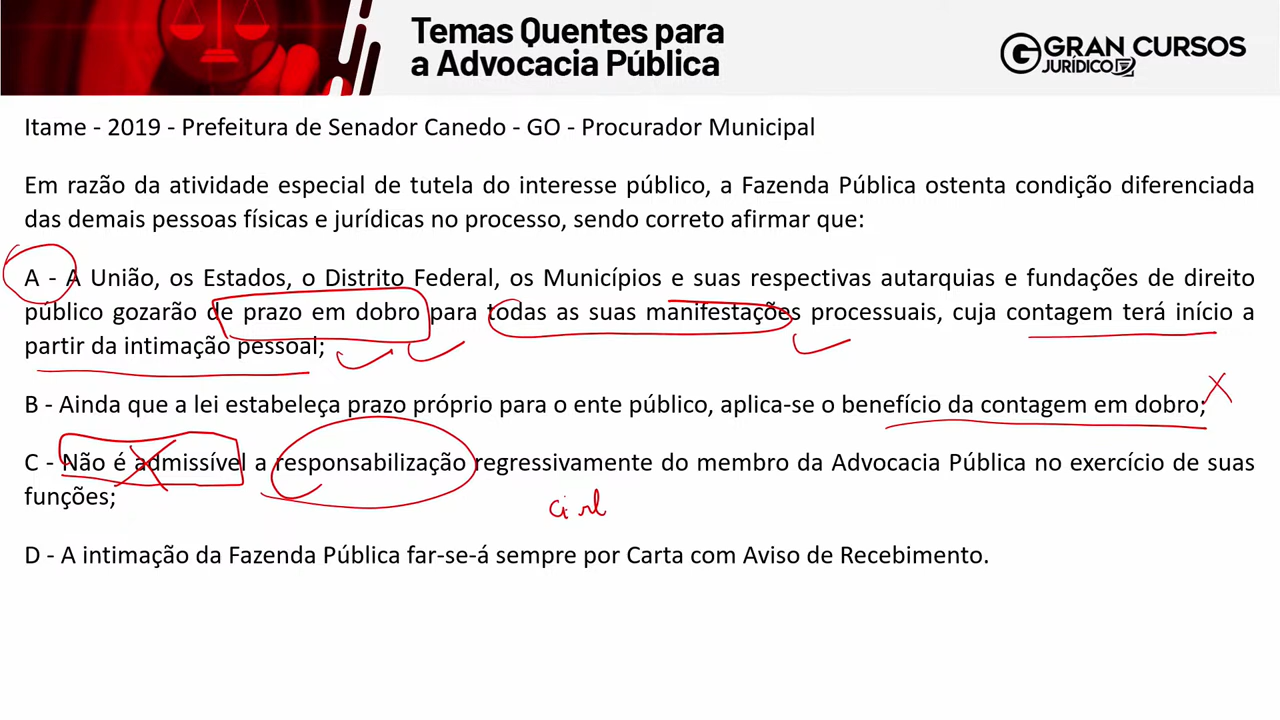 Temas Quentes para
a Advocacia Pública
GRAN CURSOS
JURÍDICO
Itame - 2019 - Prefeitura de Senador Canedo - GO - Procurador Municipal
Em razão da atividade especial de tutela do interesse público, a Fazenda Pública ostenta condição diferenciada
das demais pessoas físicas e jurídicas no processo, sendo correto afirmar que:
A - A União, os Estados, o Distrito Federal, os Municípios e suas respectivas autarquias e fundações de direito
público gozarão de prazo em dobro para todas as suas manifestações processuais, cuja contagem terá início a
partir da intimação pessoal;
B - Ainda que a lei estabeleça prazo próprio para o ente público, aplica-se o benefício da contagem em dobro;
C - Não é admissível a responsabilização regressivamente do membro da Advocacia Pública no exercício de suas
funções;
D - A intimação da Fazenda Pública far-se-á sempre por Carta com Aviso de Recebimento.